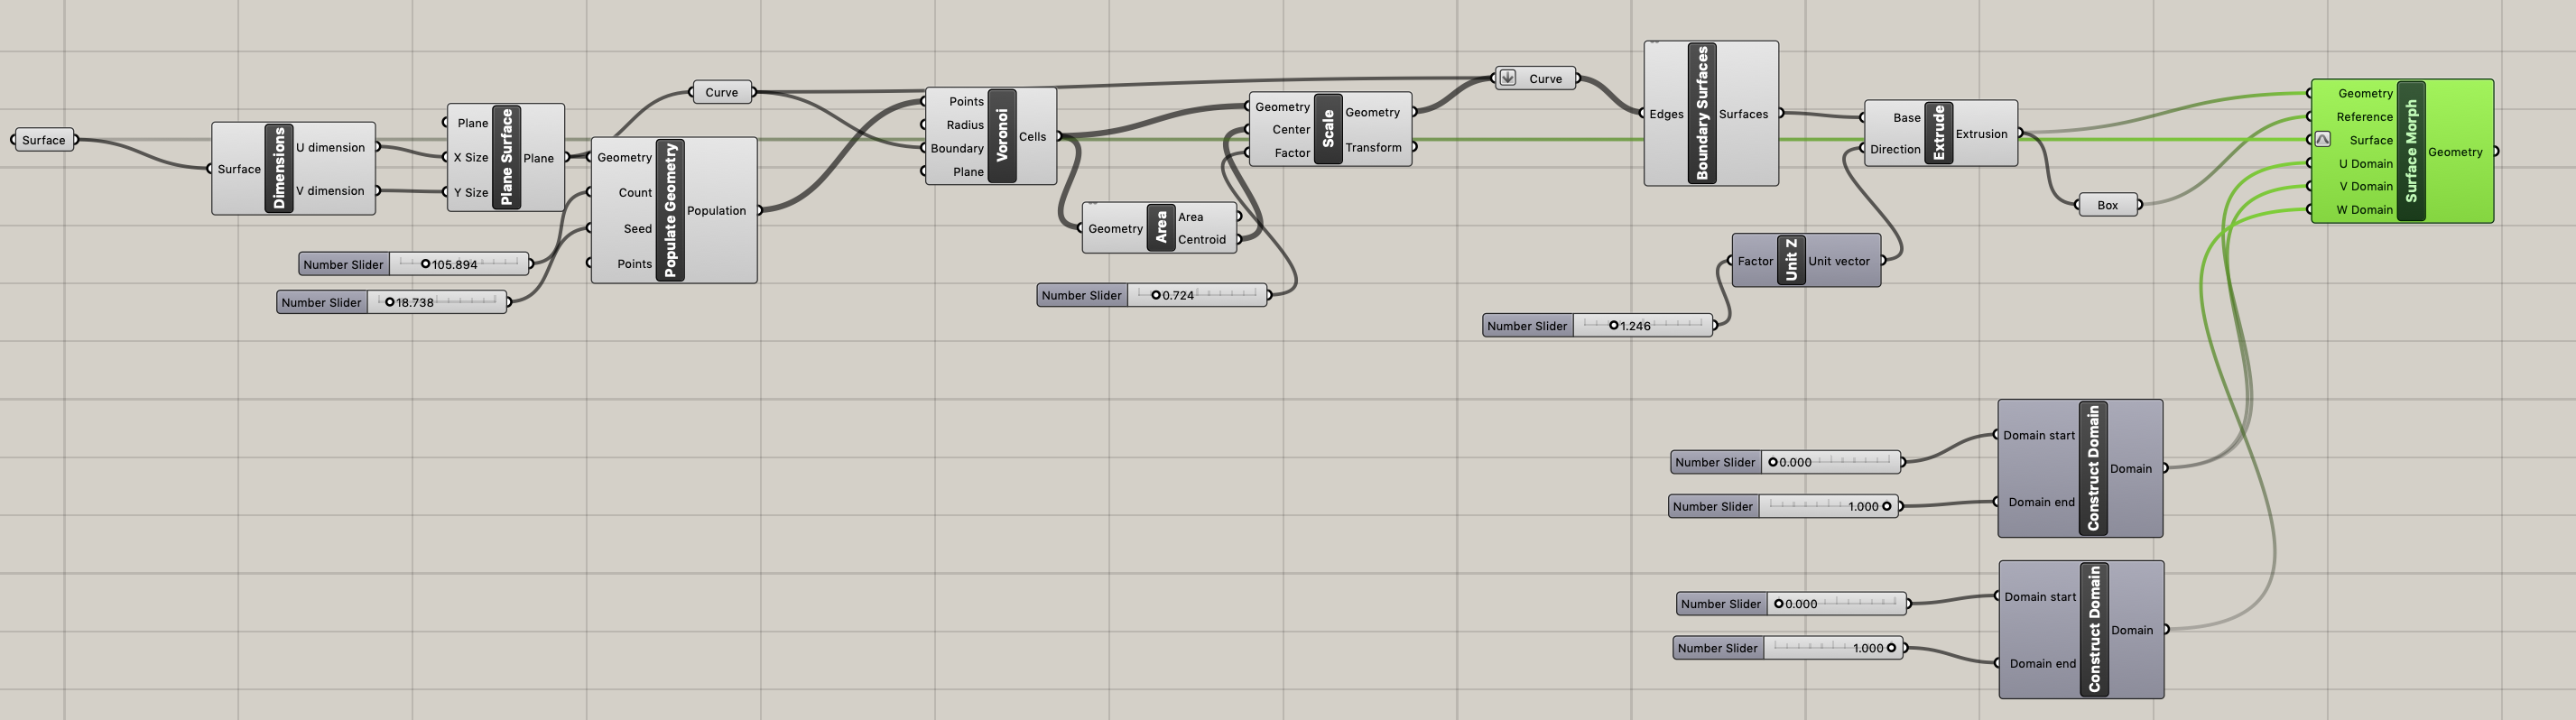 Surface
Surface
Dimensions
U dimension
V dimension
Plane
X Size
Y Size
Plane Surface
Plane
Number Slider
105.894
Number Slider
18.738
Curve
Geometry
Count
Seed
Points
Populate Geometry
Population
Points
Radius
Boundary
Plane
Voronoi
Cells
Geometry
Area
Area
Centroid
Number Slider
0.724
Geometry
Center
Factor
Scale
Geometry
Transform
Curve
Edges
Boundary Surfaces
Surfaces
Number Slider
1.246
Factor
Unit Z
Unit vector
Base
Direction
Extrude
Extrusion
Box
Geometry
Reference
Surface
U Domain
V Domain
W Domain
Surface Morph
Geometry
Number Slider
0.000
Number Slider
1.000
Domain start
Domain end
Construct Domain
Domain
Number Slider
0.000
Number Slider
1.000
Domain start
Domain end
Construct Domain
Domain